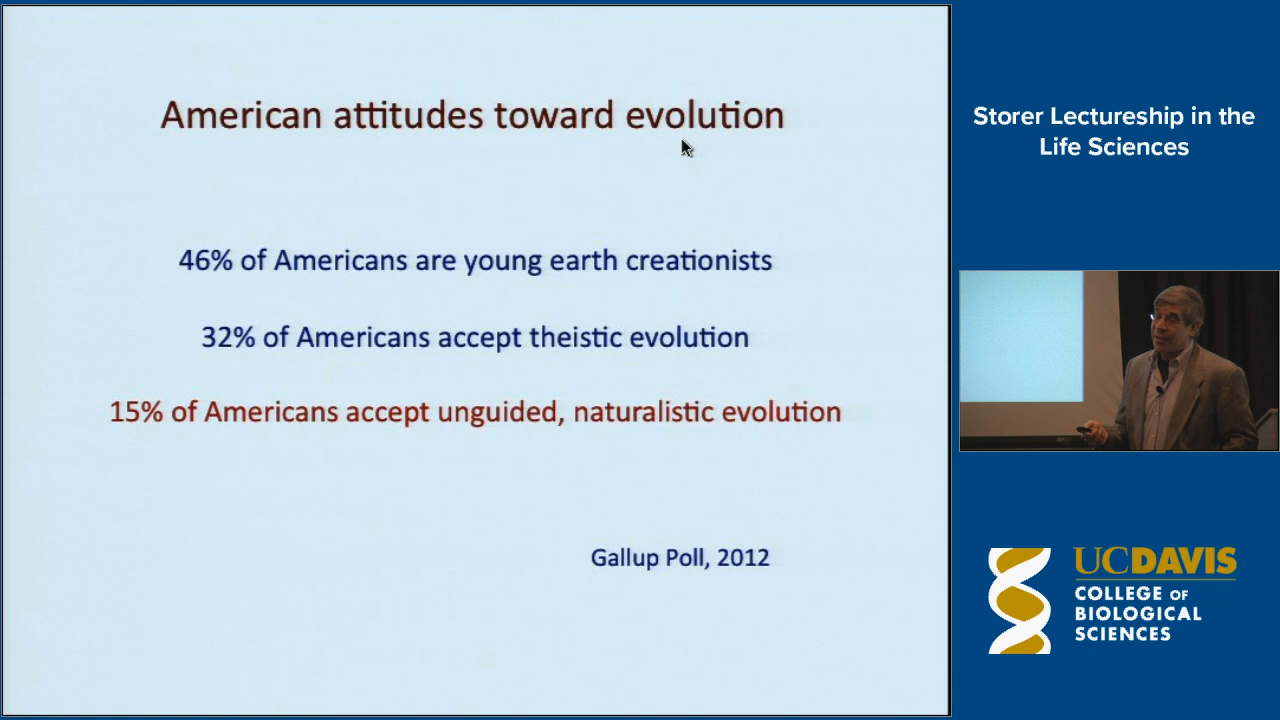 American attitudes toward evolution
46% of Americans are young earth creationists
32% of Americans accept theistic evolution
15% of Americans accept unguided, naturalistic evolution
Gallup Poll, 2012
Storer Lectureship in the
Life Sciences
UCDAVIS
COLLEGE OF
BIOLOGICAL
SCIENCES